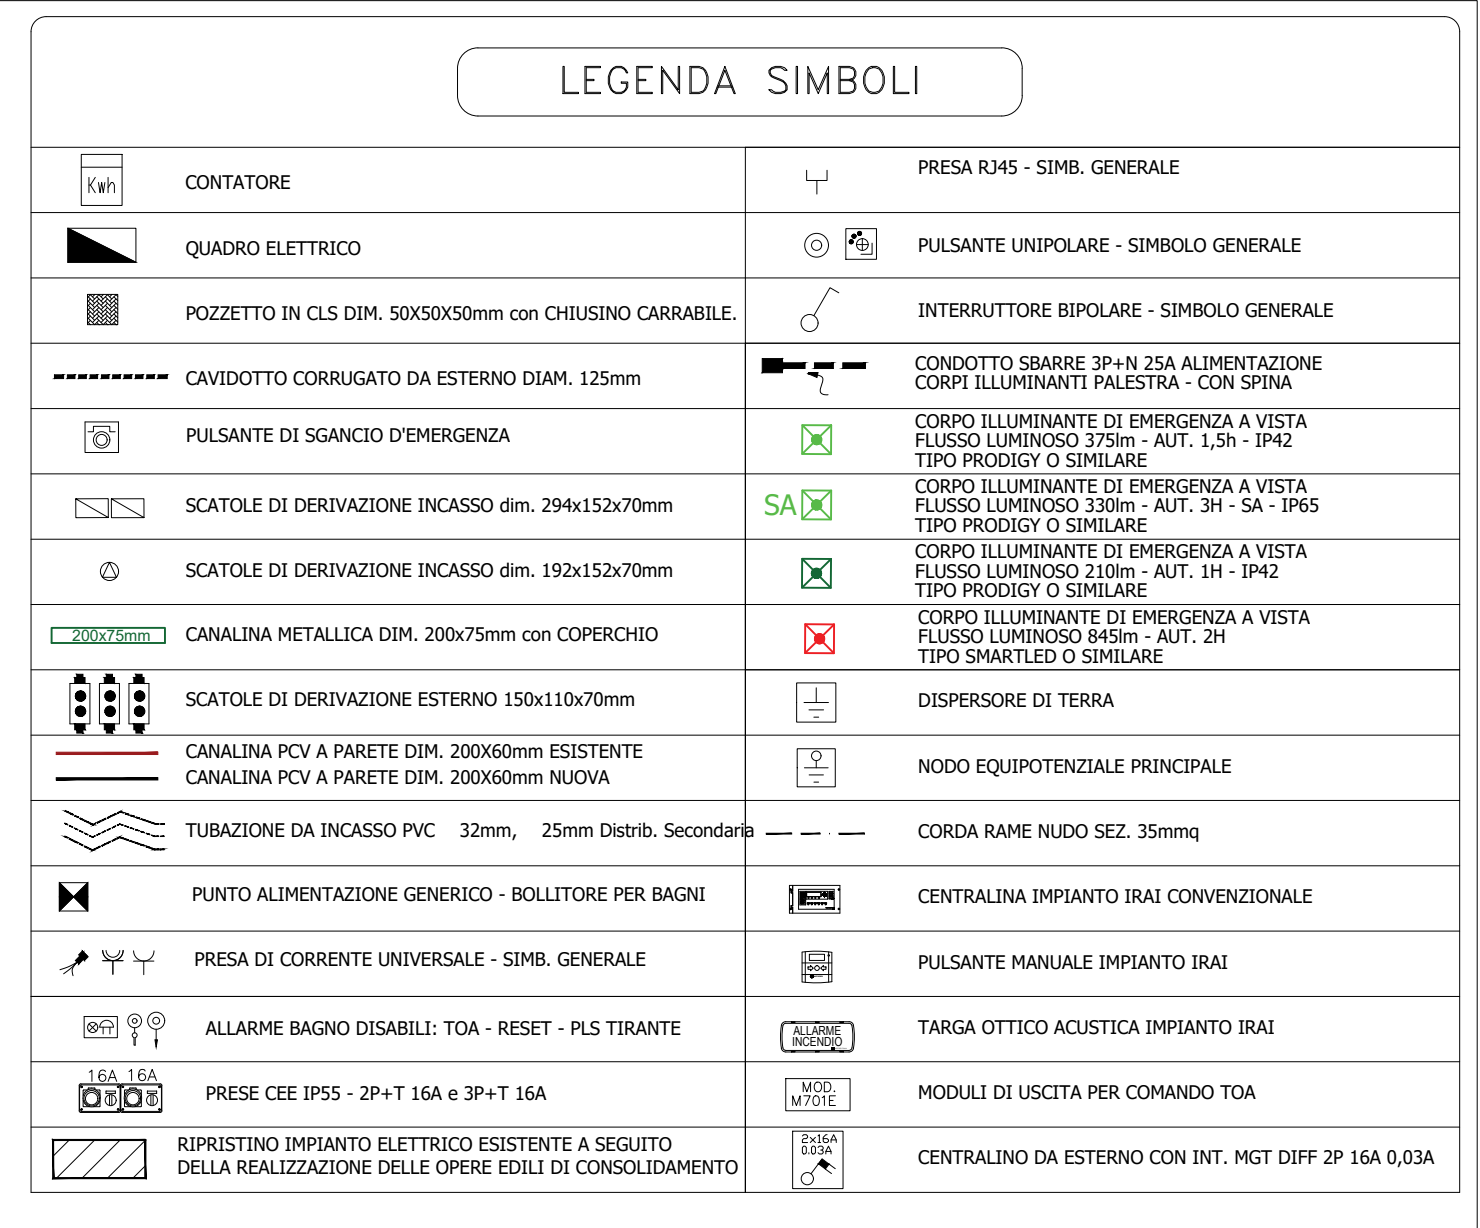 LEGENDA SIMBOLI
Kwh
CONTATORE
PRESA RJ45 - SIMB. GENERALE
QUADRO ELETTRICO
PULSANTE UNIPOLARE - SIMBOLO GENERALE
POZZETTO IN CLS DIM. 50X50X50mm con CHIUSINO CARRABILE.
INTERRUTTORE BIPOLARE - SIMBOLO GENERALE
CAVIDOTTO CORRUGATO DA ESTERNO DIAM. 125mm
CONDOTTO SBARRE 3P+N 25A ALIMENTAZIONE
CORPI ILLUMINANTI PALESTRA - CON SPINA
PULSANTE DI SGANCIO D'EMERGENZA
CORPO ILLUMINANTE DI EMERGENZA A VISTA
FLUSSO LUMINOSO 375lm - AUT. 1,5h - IP42
TIPO PRODIGY O SIMILARE
SCATOLE DI DERIVAZIONE INCASSO dim. 294x152x70mm
SA
CORPO ILLUMINANTE DI EMERGENZA A VISTA
FLUSSO LUMINOSO 330lm - AUT. 3H - SA - IP65
TIPO PRODIGY O SIMILARE
SCATOLE DI DERIVAZIONE INCASSO dim. 192x152x70mm
CORPO ILLUMINANTE DI EMERGENZA A VISTA
FLUSSO LUMINOSO 210lm - AUT. 1H - IP42
TIPO PRODIGY O SIMILARE
200x75mm
CANALINA METALLICA DIM. 200x75mm con COPERCHIO
CORPO ILLUMINANTE DI EMERGENZA A VISTA
FLUSSO LUMINOSO 845lm - AUT. 2H
TIPO SMARTLED O SIMILARE
SCATOLE DI DERIVAZIONE ESTERNO 150x110x70mm
DISPERSORE DI TERRA
CANALINA PCV A PARETE DIM. 200X60mm ESISTENTE
CANALINA PCV A PARETE DIM. 200X60mm NUOVA
NODO EQUIPOTENZIALE PRINCIPALE
TUBAZIONE DA INCASSO PVC 32mm, 25mm Distrib. Secondaria
CORDA RAME NUDO SEZ. 35mmq
PUNTO ALIMENTAZIONE GENERICO - BOLLITORE PER BAGNI
CENTRALINA IMPIANTO IRAI CONVENZIONALE
PRESA DI CORRENTE UNIVERSALE - SIMB. GENERALE
PULSANTE MANUALE IMPIANTO IRAI
ALLARME BAGNO DISABILI: TOA - RESET - PLS TIRANTE
ALLARME
INCENDIO
TARGA OTTICO ACUSTICA IMPIANTO IRAI
16A 16A
PRESE CEE IP55 - 2P+T 16A e 3P+T 16A
MOD.
M701E
MODULI DI USCITA PER COMANDO TOA
RIPRISTINO IMPIANTO ELETTRICO ESISTENTE A SEGUITO
DELLA REALIZZAZIONE DELLE OPERE EDILI DI CONSOLIDAMENTO
2x16A
0.03A
CENTRALINO DA ESTERNO CON INT. MGT DIFF 2P 16A 0,03A